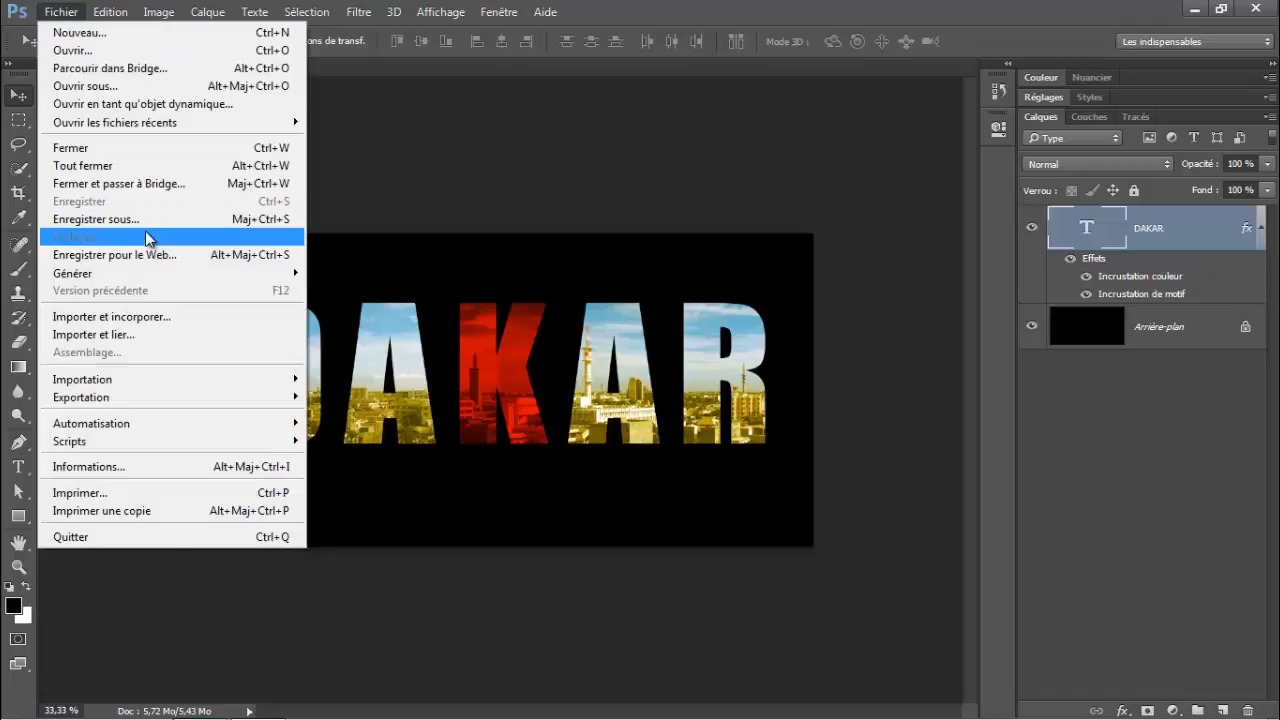 Ps Fichier Edition Image Calque Texte Sélection Filtre 3D Affichage Fenêtre Aide
ons de transf. Mode 3D : Les indispensables
Nouveau... Ctrl+N
Ouvrir... Ctrl+O
Parcourir dans Bridge... Alt+Ctrl+O
Ouvrir sous... Alt+Maj+Ctrl+O
Ouvrir en tant qu'objet dynamique...
Ouvrir les fichiers récents
Fermer Ctrl+W
Tout fermer Alt+Ctrl+W
Fermer et passer à Bridge... Maj+Ctrl+W
Enregistrer Ctrl+S
Enregistrer sous... Maj+Ctrl+S
Enregistrer pour le Web... Alt+Maj+Ctrl+S
Générer
Version précédente F12
Importer et incorporer...
Importer et lier...
Assemblage...
Importation
Exportation
Automatisation
Scripts
Informations... Alt+Maj+Ctrl+I
Imprimer... Ctrl+P
Imprimer une copie Alt+Maj+Ctrl+P
Quitter Ctrl+Q
DAKAR
Couleur Nuancier
Réglages Styles
Calques Couches Tracés
Type
Normal Opacité : 100 %
Verrou : Fond : 100 %
T DAKAR fx
Effets
Incrustation couleur
Incrustation de motif
Arrière-plan
33,33 % Doc : 5,72 Mo/5,43 Mo
fx